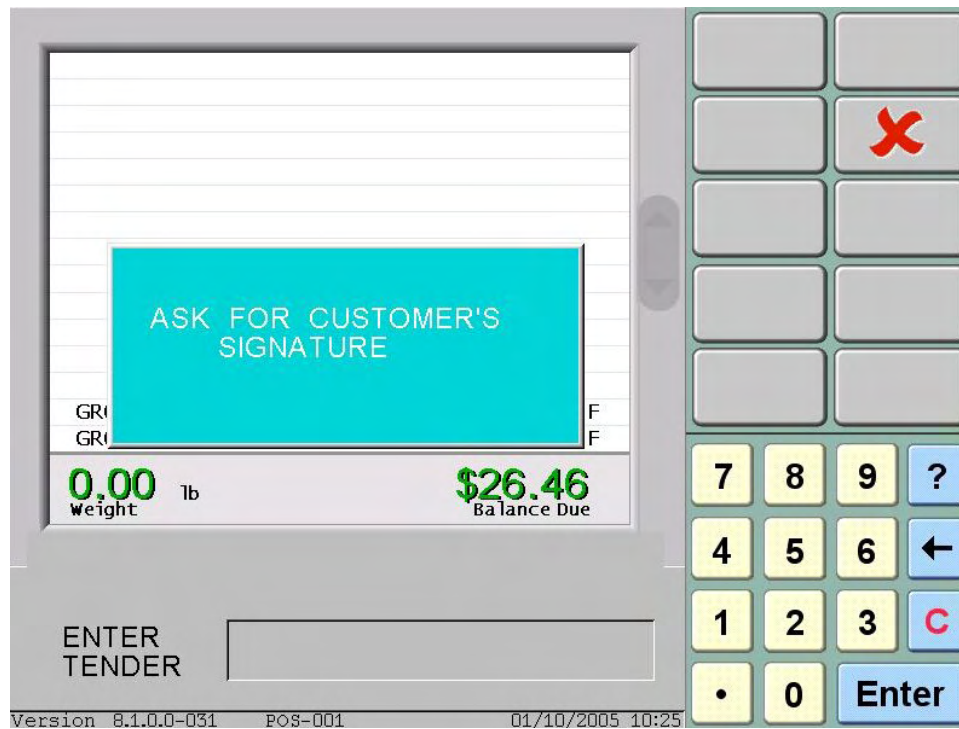 ASK FOR CUSTOMER'S
SIGNATURE
GRO F
GRO F
0.00 lb $26.46
Weight Balance Due
ENTER
TENDER
Version 8.1.0.0-031 POS-001 01/10/2005 10:25
7 8 9 ?
4 5 6 ←
1 2 3 C
. 0 Enter